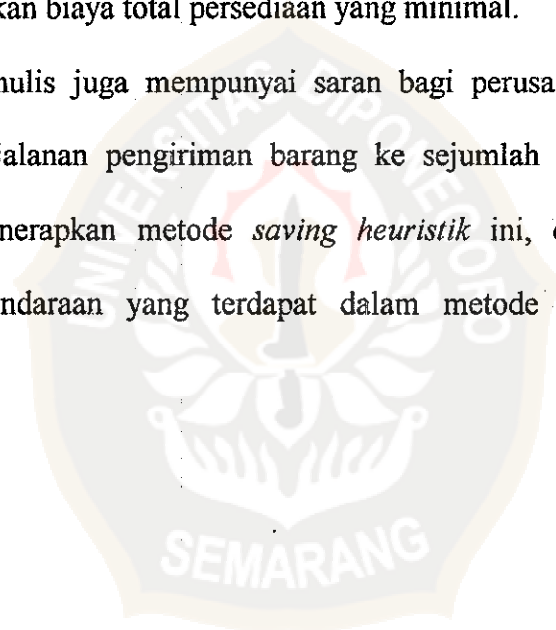 kan biaya total persediaan yang minimal.
nulis juga mempunyai saran bagi perusa
jalanan pengiriman barang ke sejumlah
nerapkan metode saving heuristik ini,
ndaraan yang terdapat dalam metode
UNIVERSITAS DIPONEGORO
SEMARANG